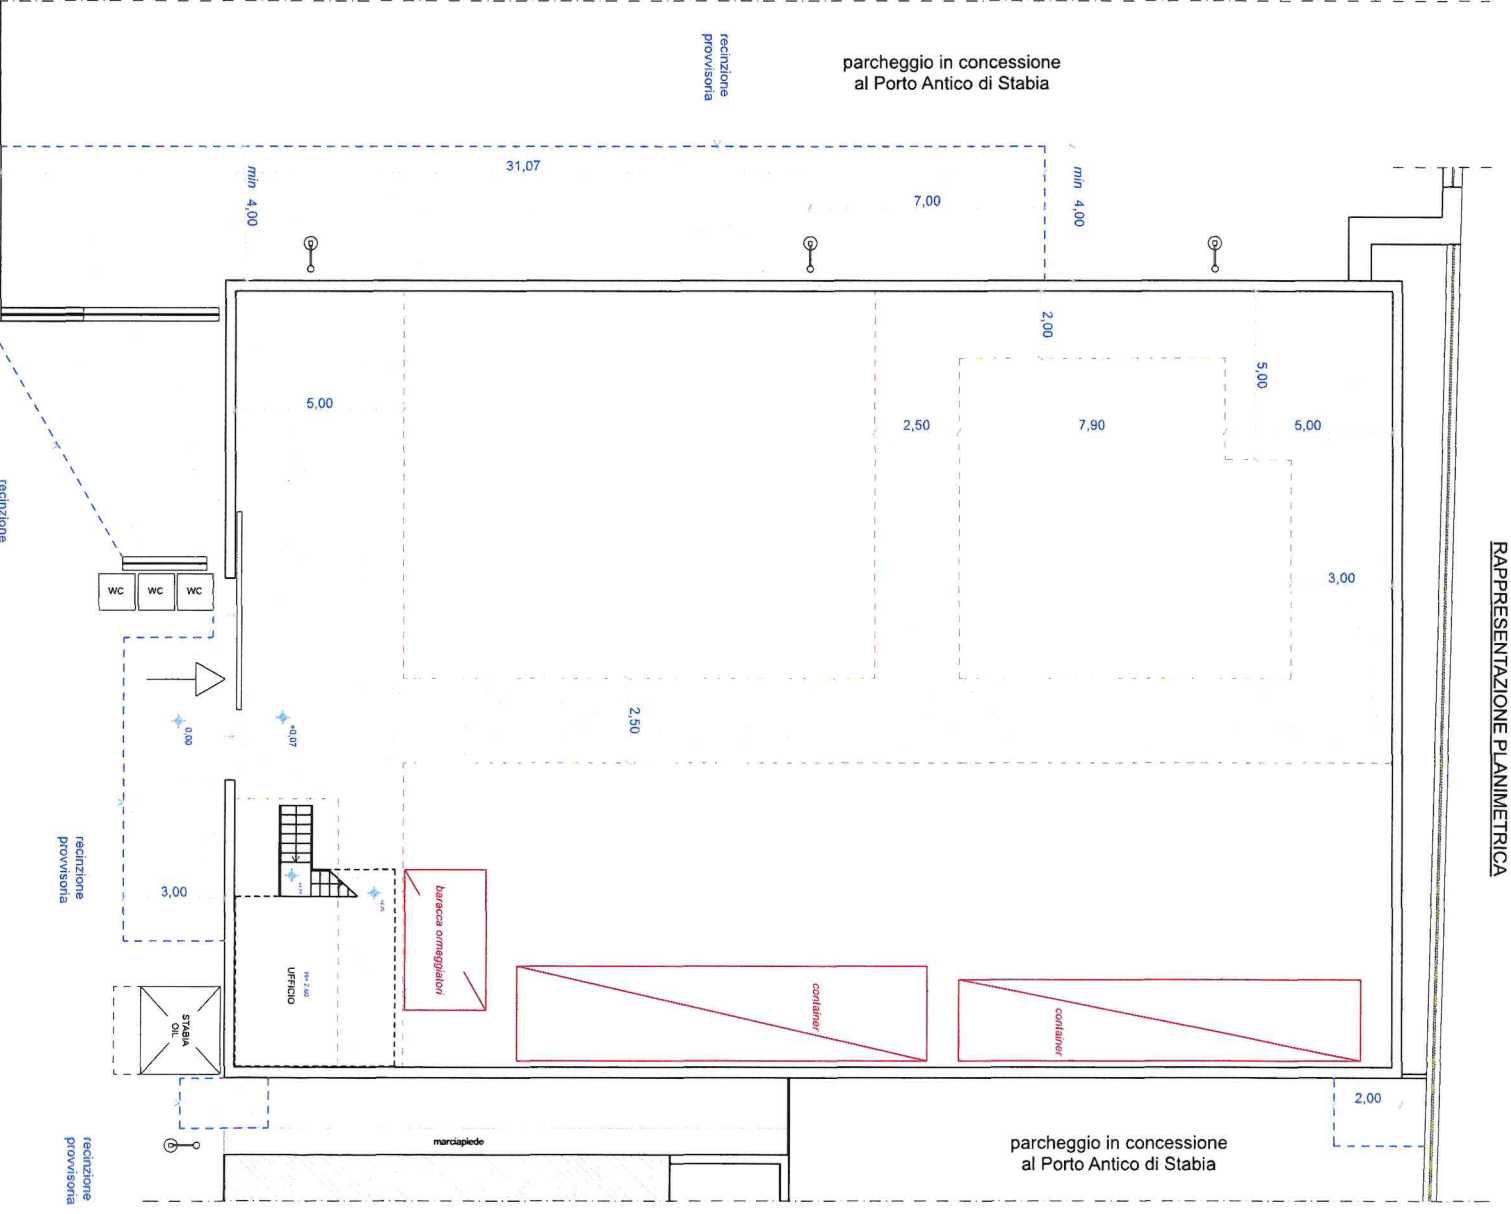 recinzione
provvisoria
parcheggio in concessione
al Porto Antico di Stabia
31,07
min 4,00
min 4,00
7,00
2,00
5,00
5,00
2,50
7,90
5,00
recinzione
3,00
WC
WC
WC
RAPPRESENTAZIONE PLANIMETRICA
2,50
0,00
+0,07
recinzione
provvisoria
3,00
baracca ormeggiatori
H= 2.60
UFFICIO
container
container
STABIA
OIL
2,00
marciapiede
parcheggio in concessione
al Porto Antico di Stabia
recinzione
provvisoria